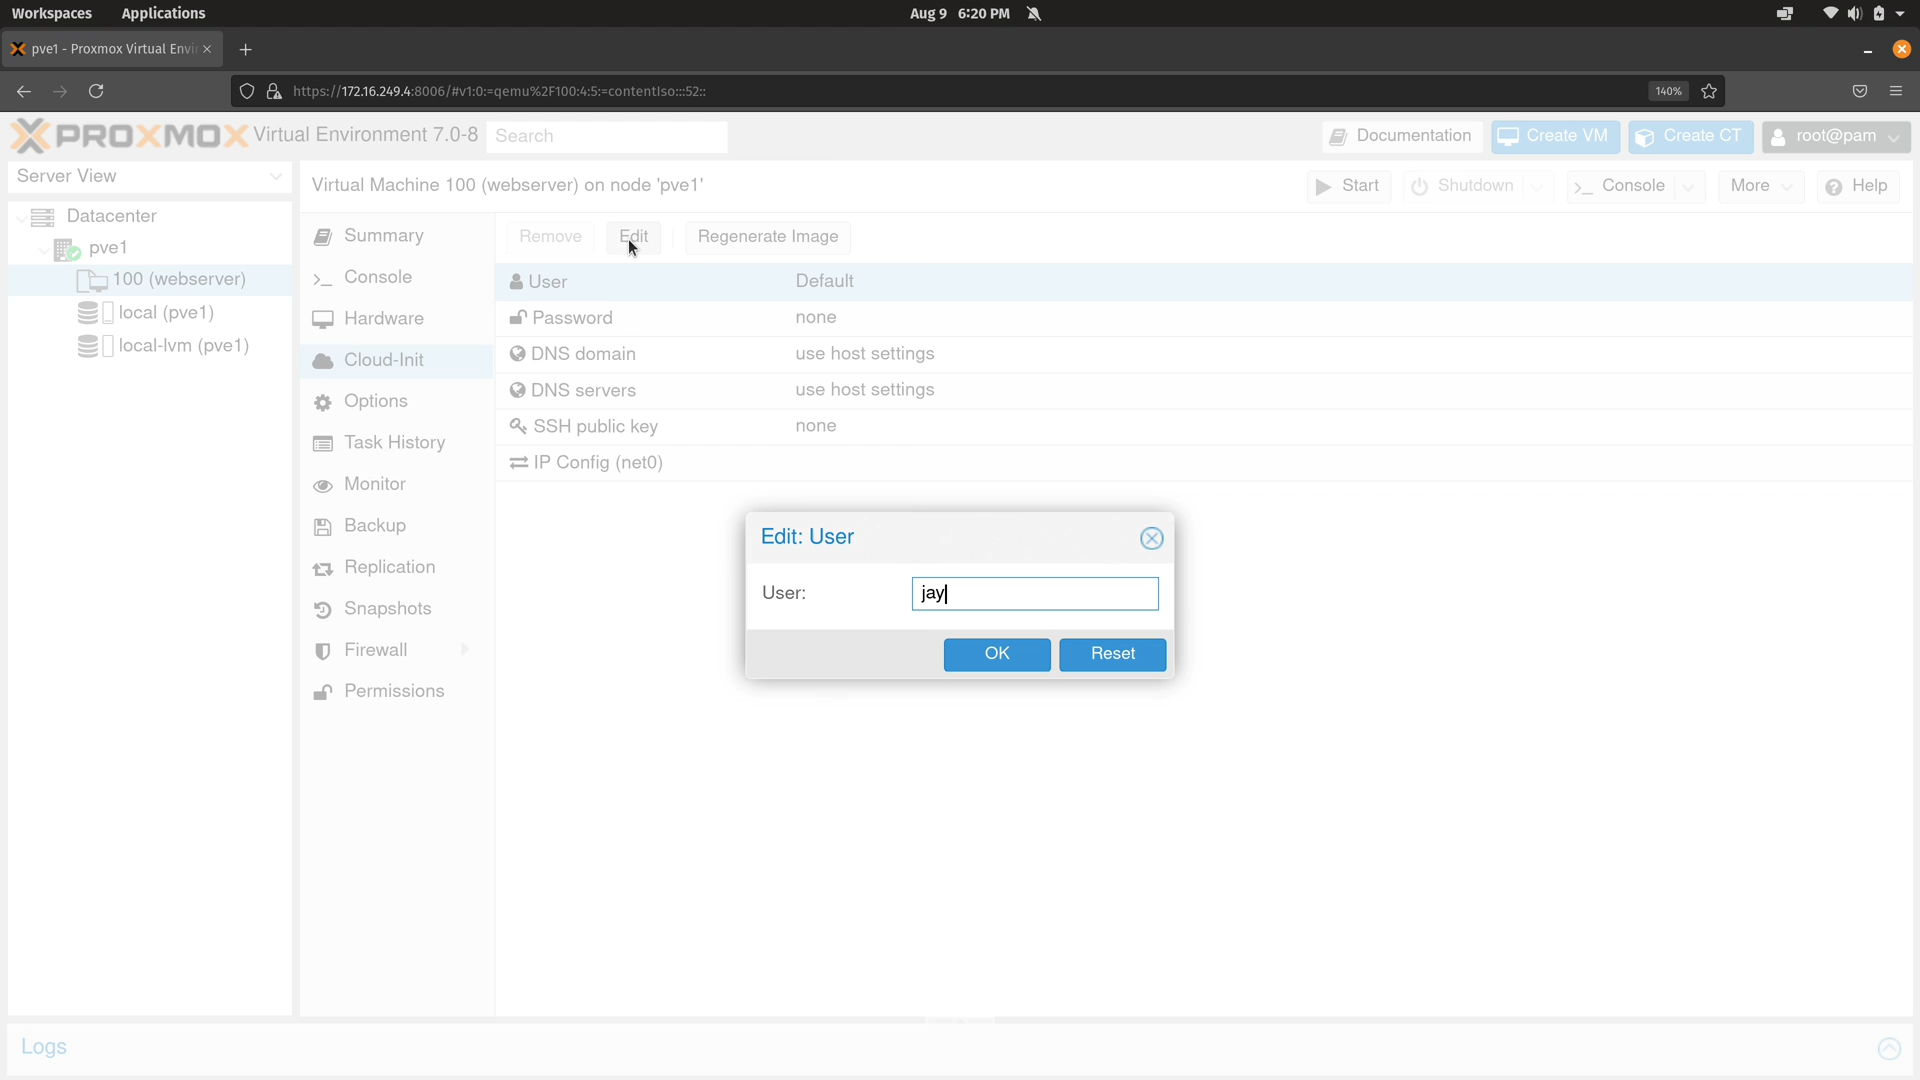 Workspaces Applications Aug 9 6:20 PM
pve1 - Proxmox Virtual Envi
https://172.16.249.4:8006/#v1:0:=qemu%2F100:4:5:=contentIso:::52:: 140%
PROXMOX Virtual Environment 7.0-8 Search Documentation Create VM Create CT root@pam
Server View
Virtual Machine 100 (webserver) on node 'pve1' Start Shutdown Console More Help
Datacenter
pve1
100 (webserver)
local (pve1)
local-lvm (pve1)
Summary
Console
Hardware
Cloud-Init
Options
Task History
Monitor
Backup
Replication
Snapshots
Firewall
Permissions
Remove Edit Regenerate Image
User Default
Password none
DNS domain use host settings
DNS servers use host settings
SSH public key none
IP Config (net0)
Edit: User
User: jay
OK Reset
Logs